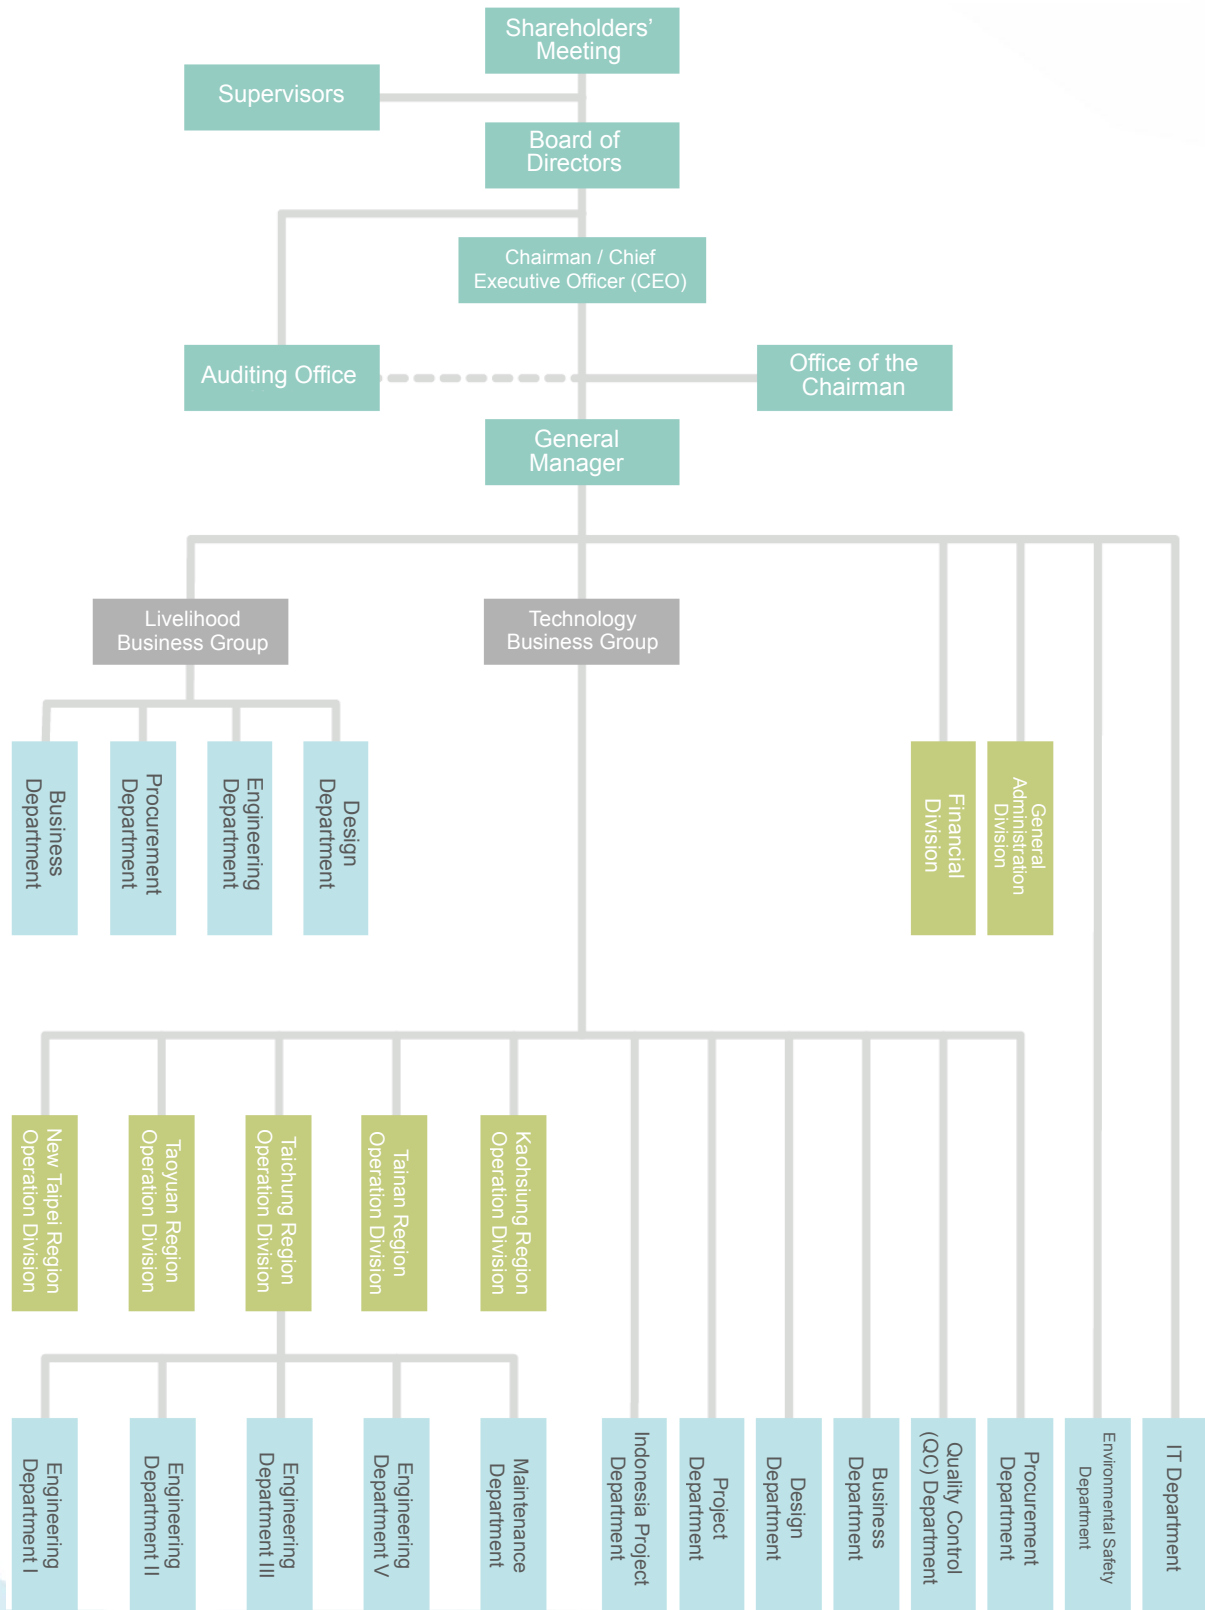 Shareholders’
Meeting
Supervisors
Board of
Directors
Chairman / Chief
Executive Officer (CEO)
Auditing Office
Office of the
Chairman
General
Manager
Livelihood
Business Group
Technology
Business Group
Business
Department
Procurement
Department
Engineering
Department
Design
Department
Financial
Division
General
Administration
Division
New Taipei Region
Operation Division
Taoyuan Region
Operation Division
Taichung Region
Operation Division
Tainan Region
Operation Division
Kaohsiung Region
Operation Division
Engineering
Department I
Engineering
Department II
Engineering
Department III
Engineering
Department V
Maintenance
Department
Indonesia Project
Department
Project
Department
Design
Department
Business
Department
Quality Control
(QC) Department
Procurement
Department
Environmental Safety
Department
IT Department